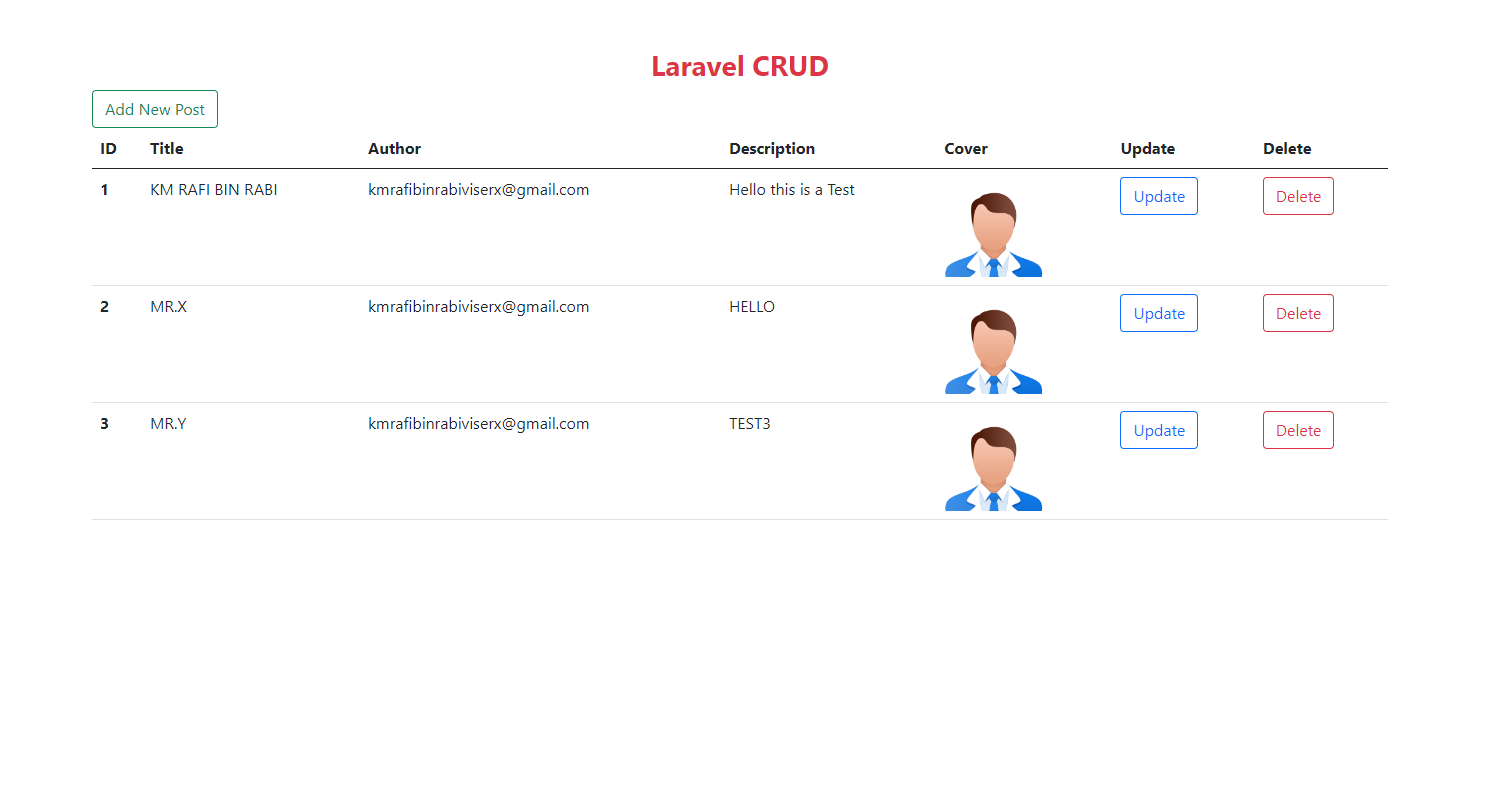 Laravel CRUD
Add New Post
ID Title Author Description Cover Update Delete
1 KM RAFI BIN RABI kmrafibinrabiviserx@gmail.com Hello this is a Test Update Delete
2 MR.X kmrafibinrabiviserx@gmail.com HELLO Update Delete
3 MR.Y kmrafibinrabiviserx@gmail.com TEST3 Update Delete